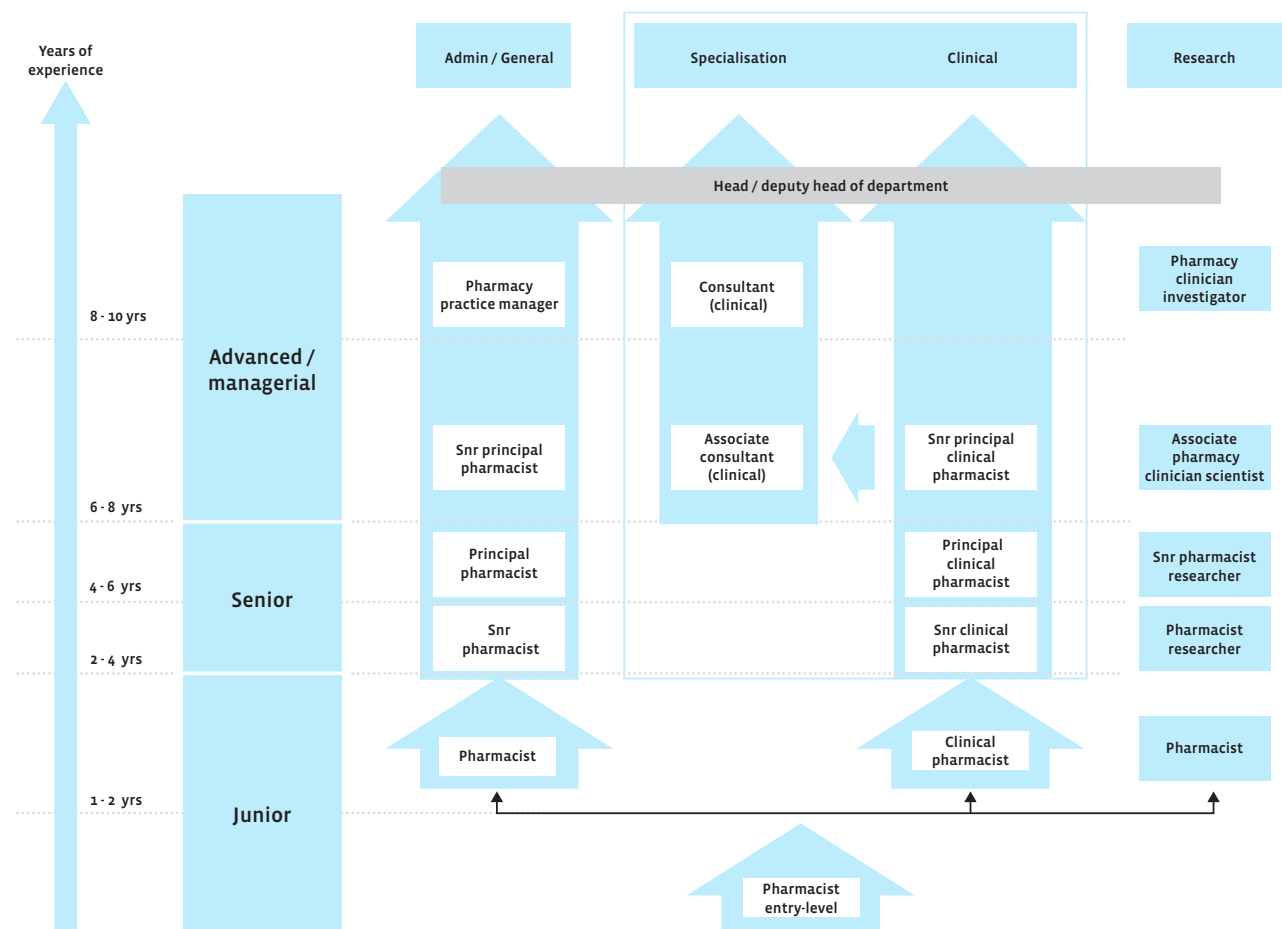 Years of
experience
Admin / General
Specialisation
Clinical
Research
Head / deputy head of department
Pharmacy
practice manager
Consultant
(clinical)
Pharmacy
clinician
investigator
8 - 10 yrs
Advanced /
managerial
Snr principal
pharmacist
Associate
consultant
(clinical)
Snr principal
clinical
pharmacist
Associate
pharmacy
clinician scientist
6 - 8 yrs
Principal
pharmacist
Principal
clinical
pharmacist
Snr pharmacist
researcher
4 - 6 yrs
Senior
Snr
pharmacist
Snr clinical
pharmacist
Pharmacist
researcher
2 - 4 yrs
Pharmacist
Clinical
pharmacist
Pharmacist
1 - 2 yrs
Junior
Pharmacist
entry-level